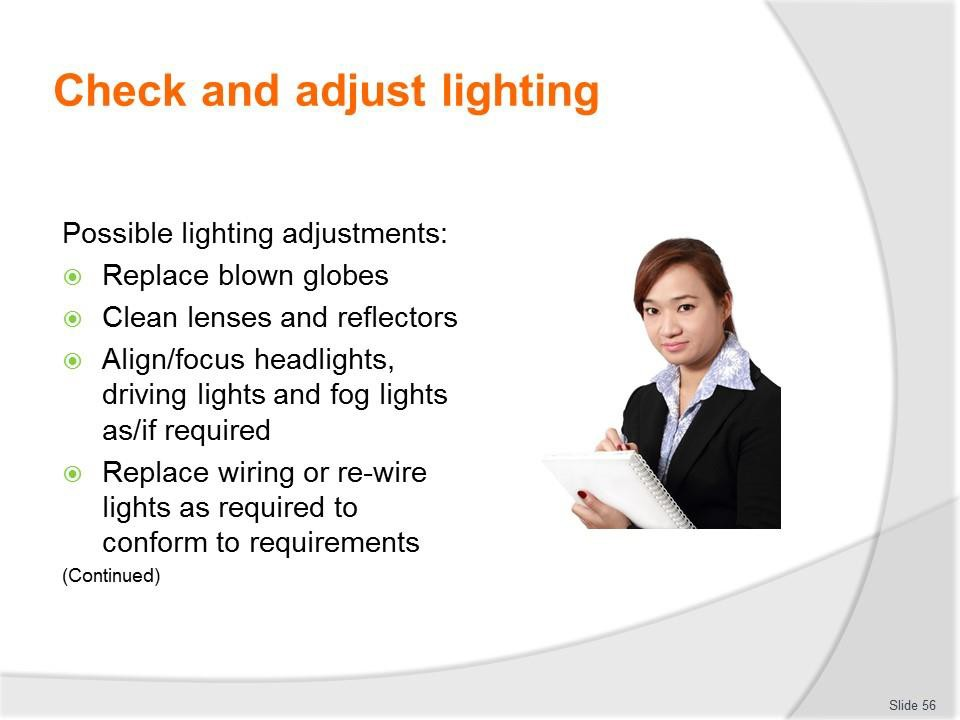 Check and adjust lighting
Possible lighting adjustments:
Replace blown globes
Clean lenses and reflectors
Align/focus headlights,
driving lights and fog lights
as/if required
Replace wiring or re-wire
lights as required to
conform to requirements
(Continued)
Slide 56